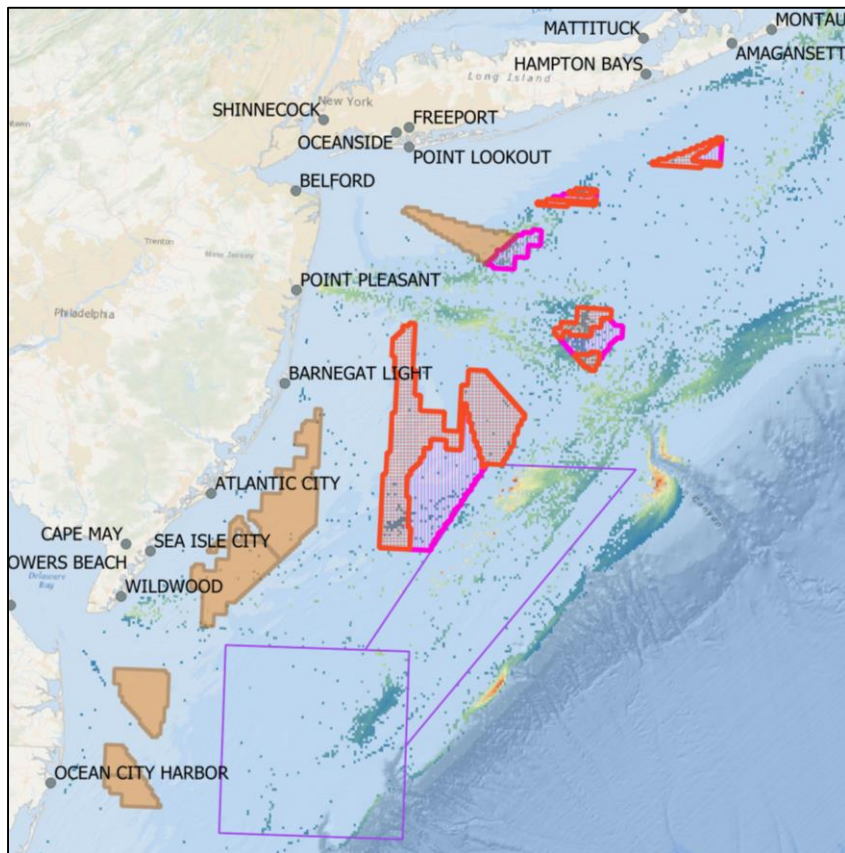 MONTAU
MATTITUCK
AMAGANSETT
HAMPTON BAYS
Long Island
New York
SHINNECOCK
FREEPORT
OCEANSIDE
POINT LOOKOUT
BELFORD
Trenton
New Jersey
POINT PLEASANT
Philadelphia
BARNEGAT LIGHT
ATLANTIC CITY
CAPE MAY
SEA ISLE CITY
OWERS BEACH
Delaware
Bay
WILDWOOD
OCEAN CITY HARBOR